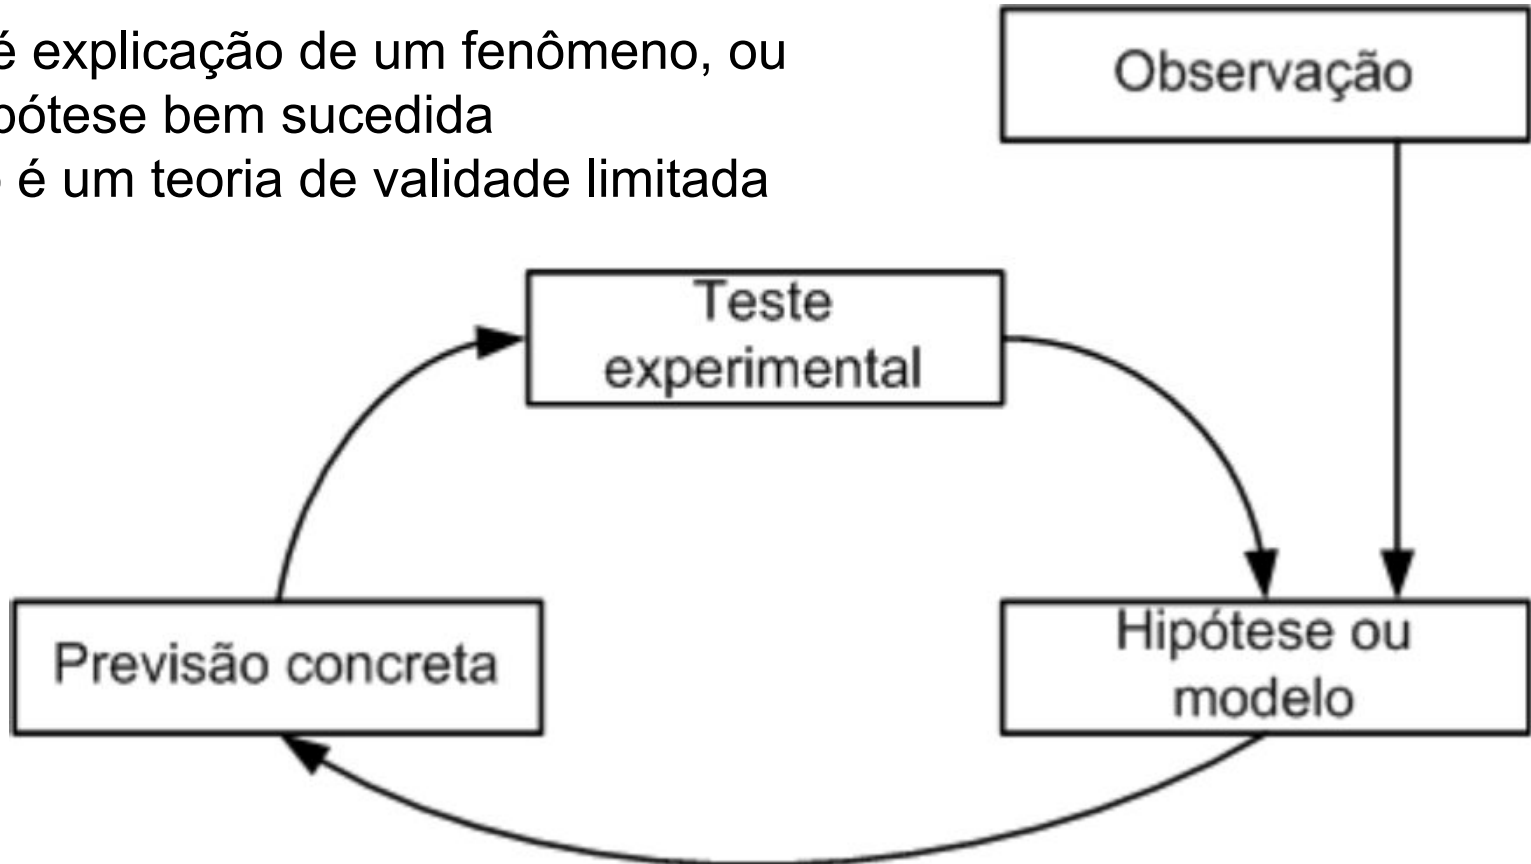 é explicação de um fenômeno, ou
pótese bem sucedida
é um teoria de validade limitada
Observação
Teste
experimental
Previsão concreta
Hipótese ou
modelo